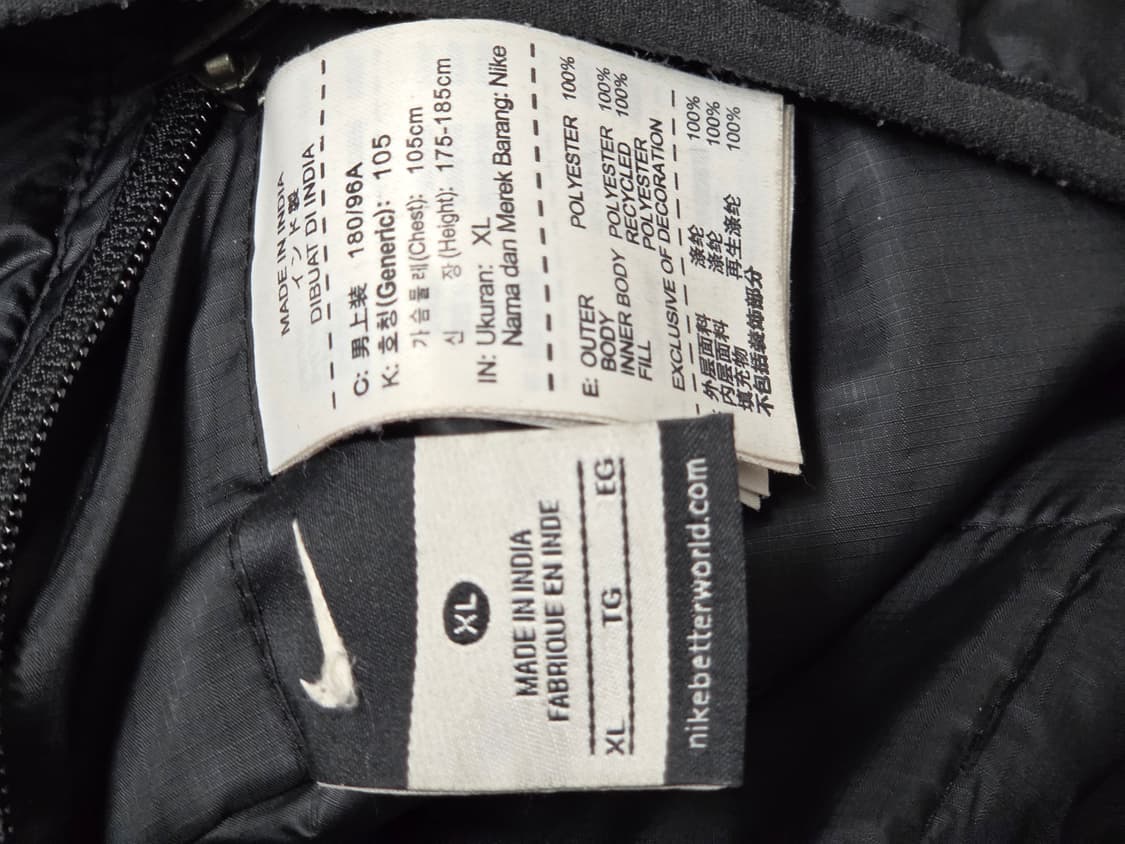 MADE IN INDIA
インド製
DIBUAT DI INDIA
C: 男上装 180/96A
K: 호칭(Generic): 105
가슴둘레(Chest): 105cm
신 장(Height): 175-185cm
IN: Ukuran: XL
Nama dan Merek Barang: Nike
E: OUTER BODY POLYESTER 100%
INNER BODY POLYESTER 100%
FILL RECYCLED POLYESTER 100%
EXCLUSIVE OF DECORATION
外层面料 涤纶 100%
内层面料 涤纶 100%
填充物 再生涤纶 100%
不包括装饰部分
XL
MADE IN INDIA
FABRIQUE EN INDE
XL TG EG
nikebetterworld.com